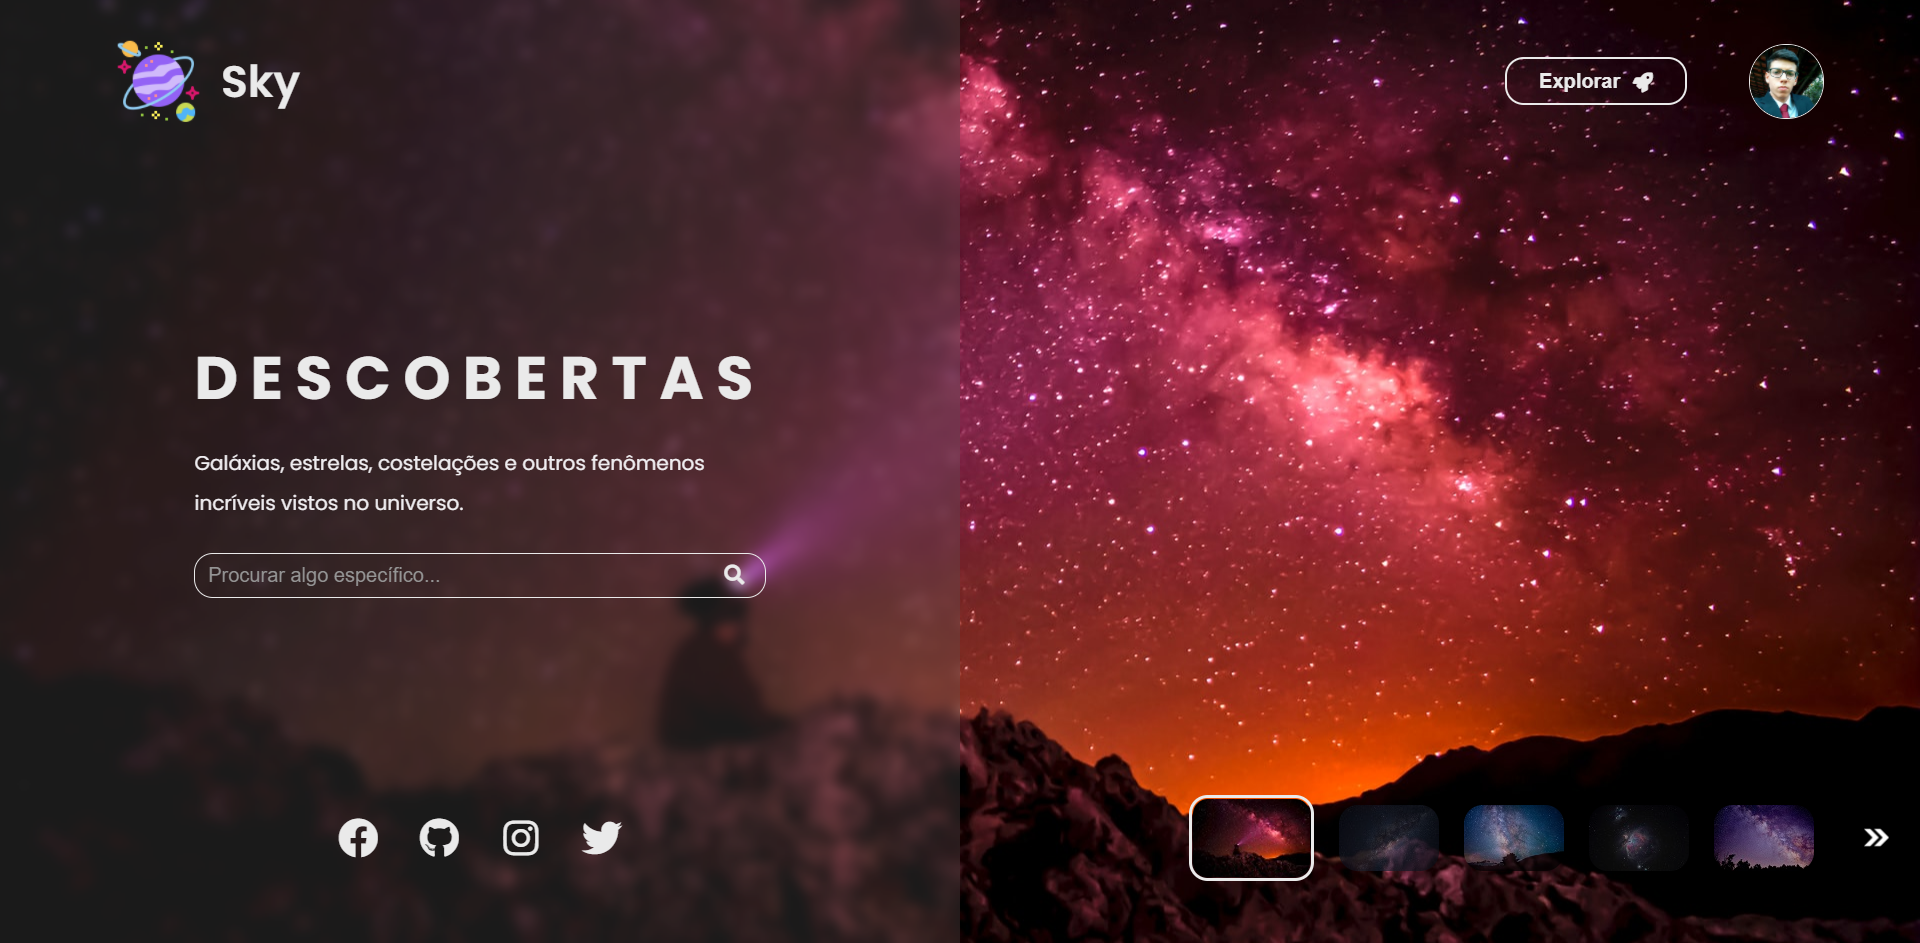 Sky
Explorar
DESCOBERTAS
Galáxias, estrelas, costelações e outros fenômenos
incríveis vistos no universo.
Procurar algo específico...